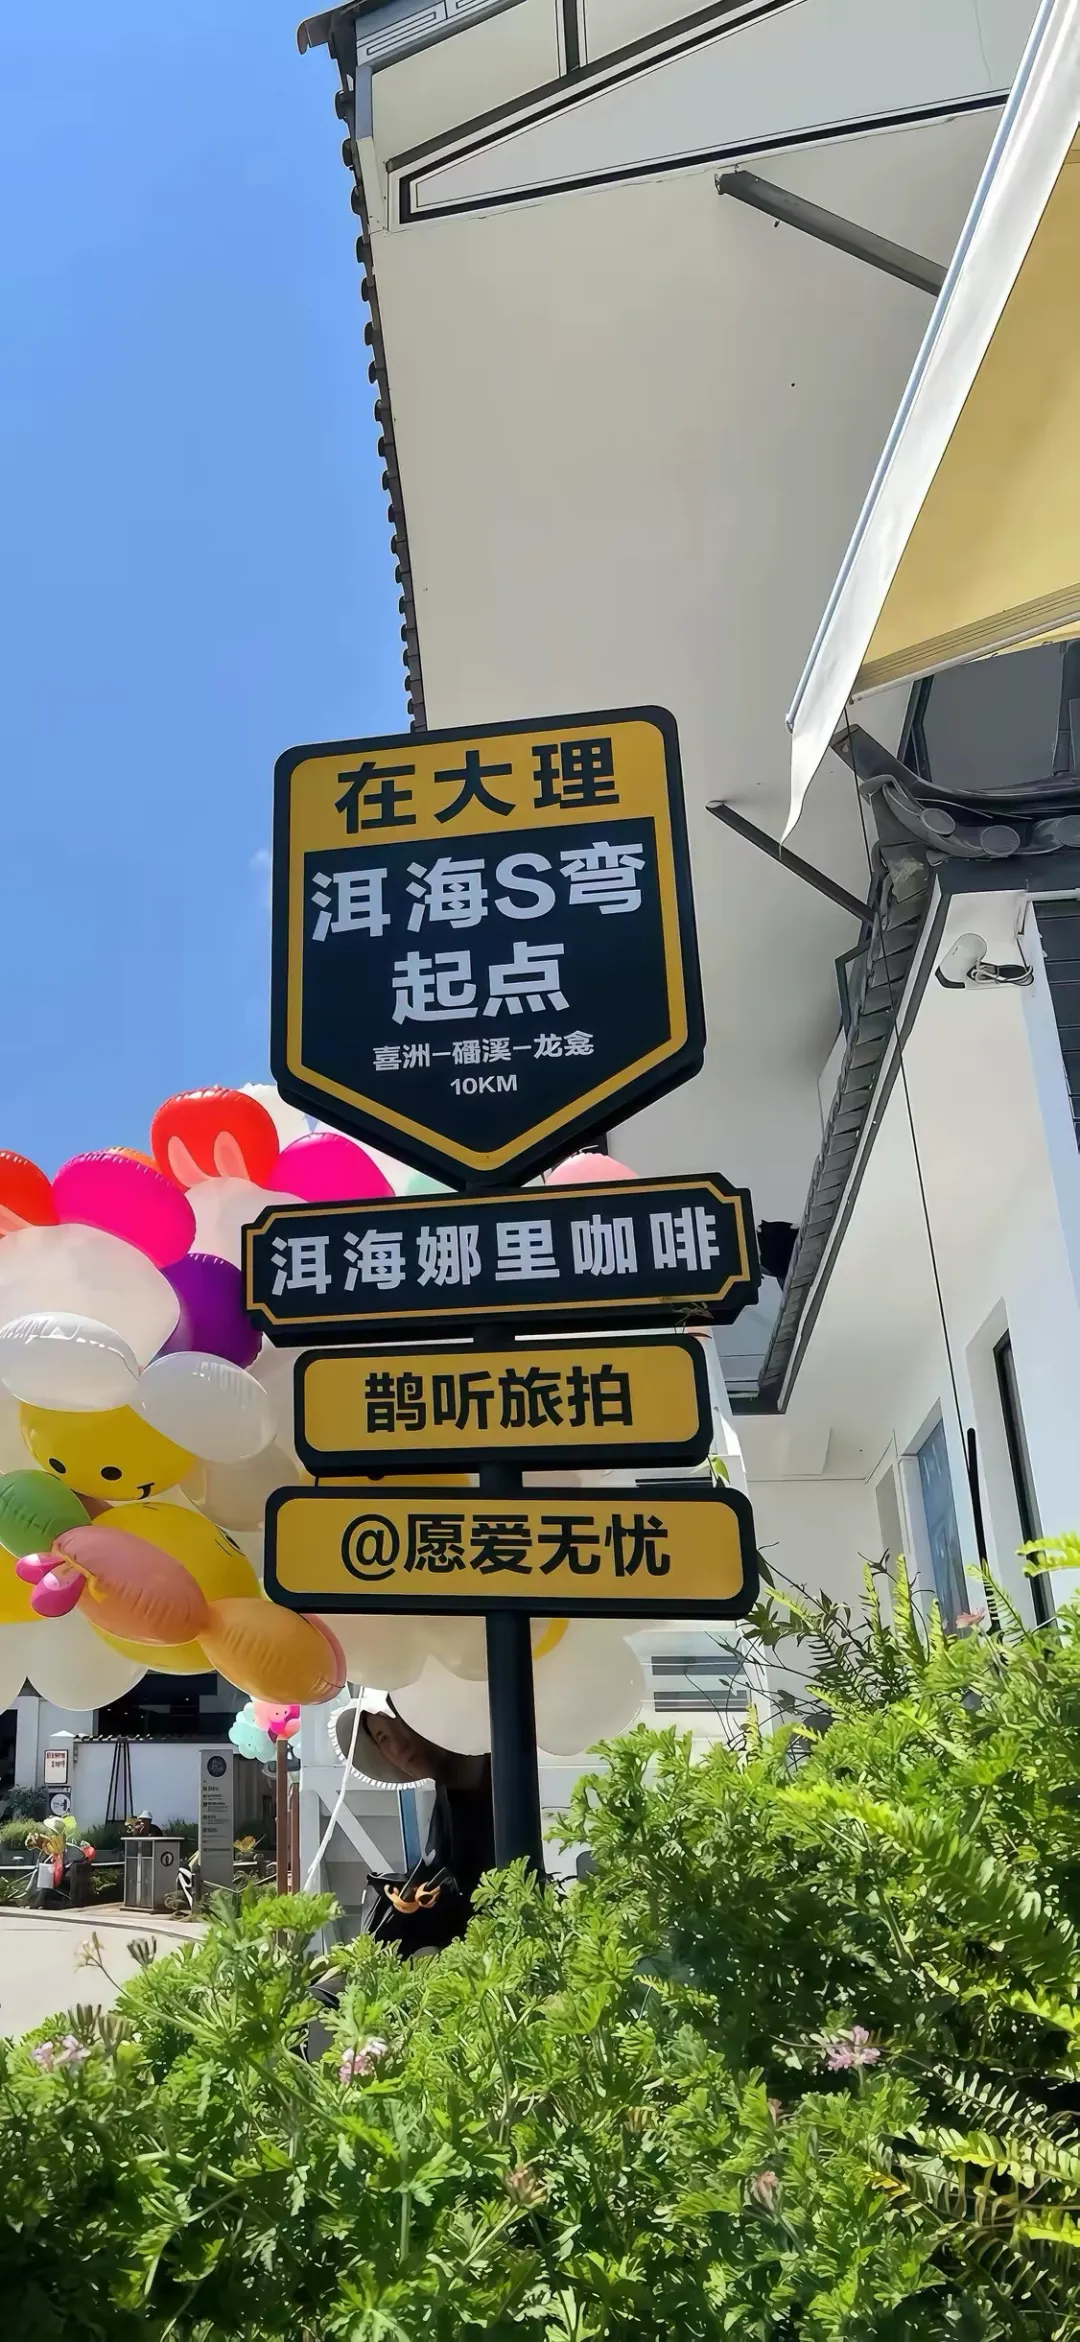 在大理
洱海S弯
起点
喜洲-磻溪-龙龛
10KM
洱海娜里咖啡
鹊听旅拍
@愿爱无忧